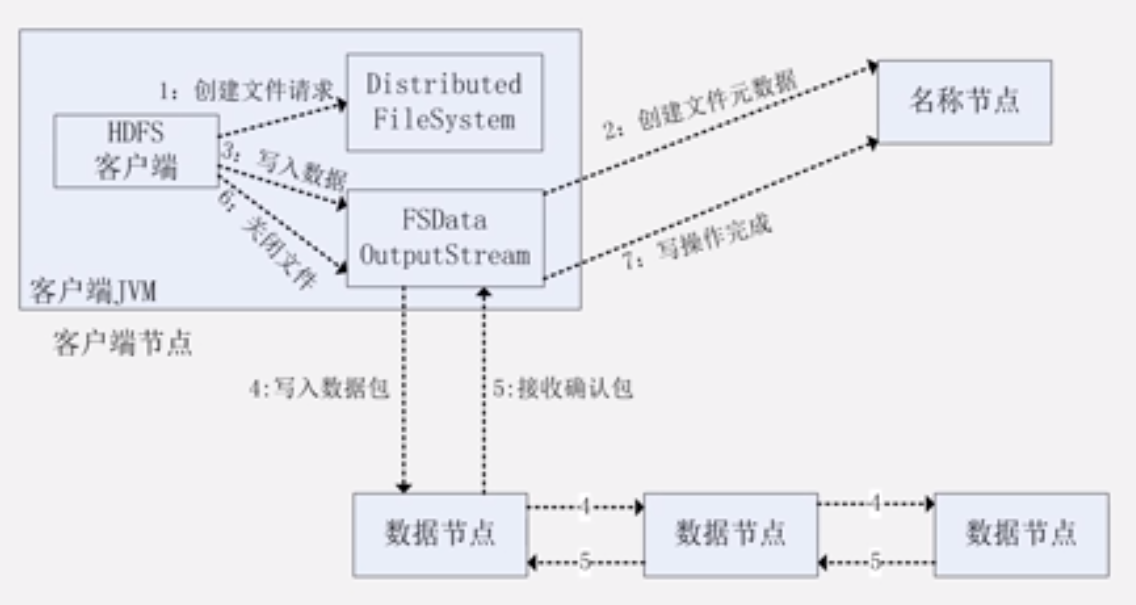 1：创建文件请求
Distributed
FileSystem
2：创建文件元数据
名称节点
HDFS
客户端
3：写入数据
6：关闭文件
FSData
OutputStream
7：写操作完成
客户端JVM
客户端节点
4:写入数据包
5:接收确认包
数据节点
4
数据节点
4
数据节点
5
5